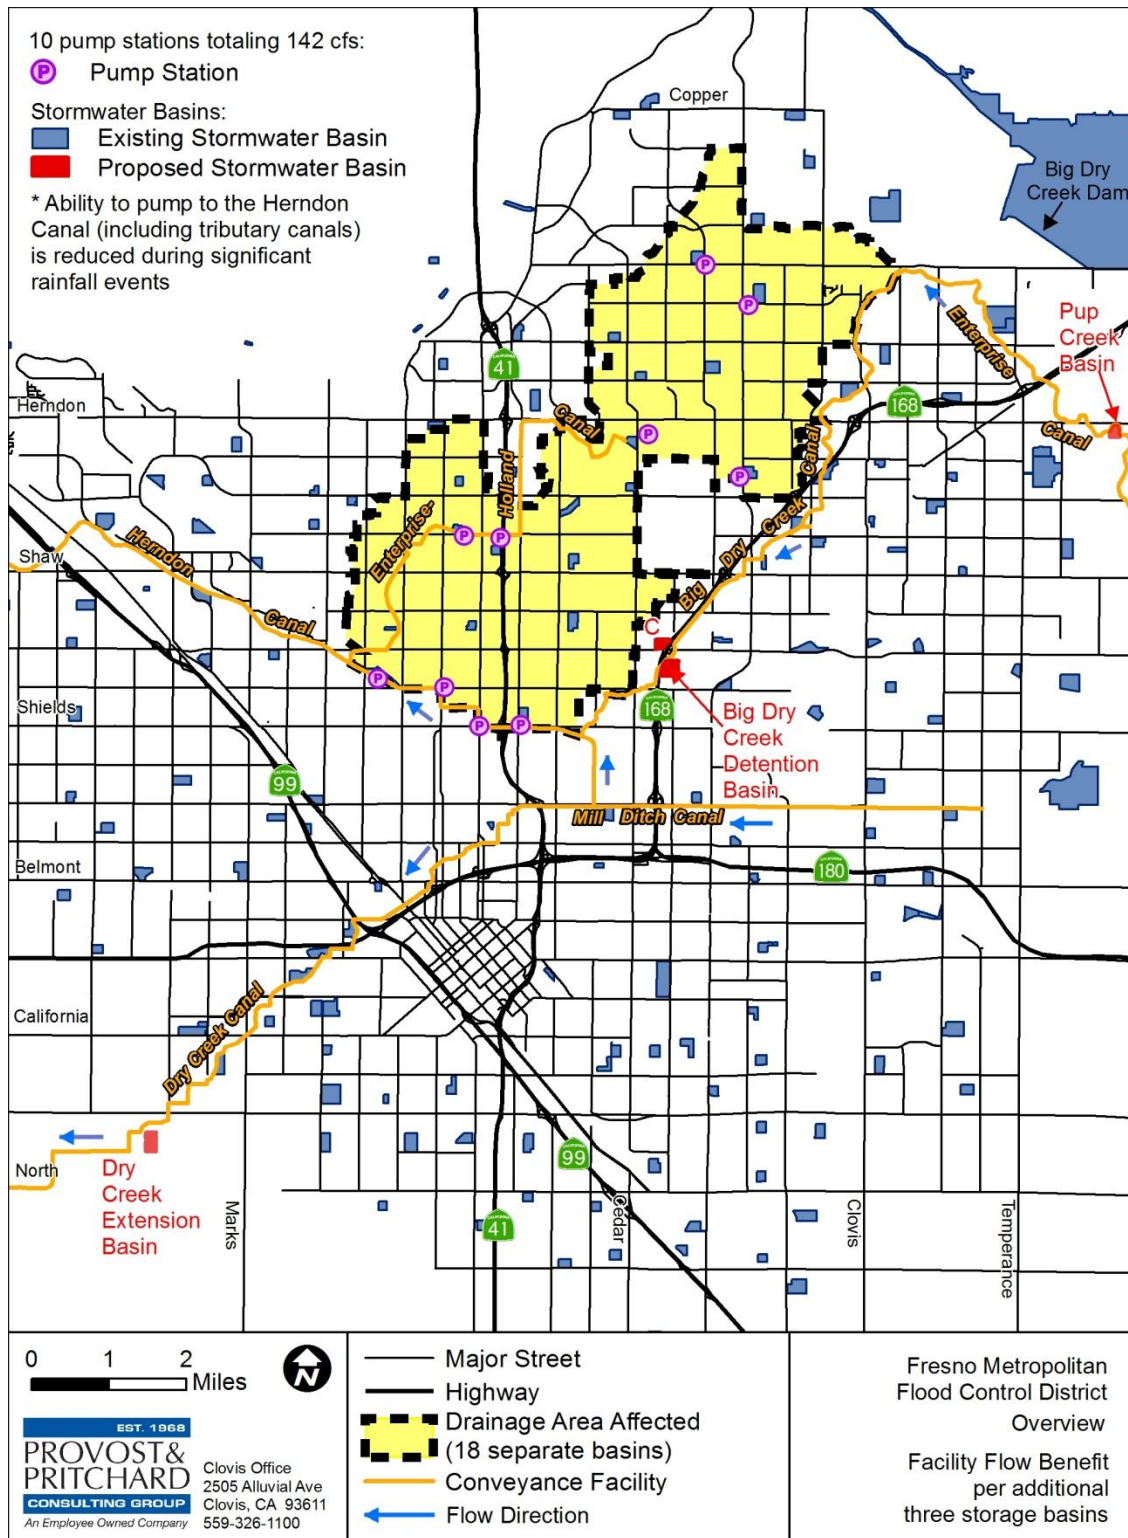 10 pump stations totaling 142 cfs:
P Pump Station
Stormwater Basins:
Existing Stormwater Basin
Proposed Stormwater Basin
* Ability to pump to the Herndon
Canal (including tributary canals)
is reduced during significant
rainfall events
Copper
Big Dry
Creek Dam
P
P
Enterprise
Canal
Pup
Creek
Basin
CALIFORNIA
41
CALIFORNIA
168
Herndon
Canal
P
P
Holland
Enterprise-
P
P
Big Dry Creek Canal
Shaw
Herndon
Canal
C
P
P
P
P
Shields
CALIFORNIA
168
Big Dry
Creek
Detention
Basin
CALIFORNIA
99
Mill Ditch Canal
Belmont
CALIFORNIA
180
California
Dry Creek Canal
North
Dry
Creek
Extension
Basin
CALIFORNIA
99
CALIFORNIA
41
Marks
Cedar
Clovis
Temperance
0 1 2
Miles
N
EST. 1968
PROVOST&
PRITCHARD
CONSULTING GROUP
An Employee Owned Company
Clovis Office
2505 Alluvial Ave
Clovis, CA 93611
559-326-1100
Major Street
Highway
Drainage Area Affected
(18 separate basins)
Conveyance Facility
Flow Direction
Fresno Metropolitan
Flood Control District
Overview
Facility Flow Benefit
per additional
three storage basins